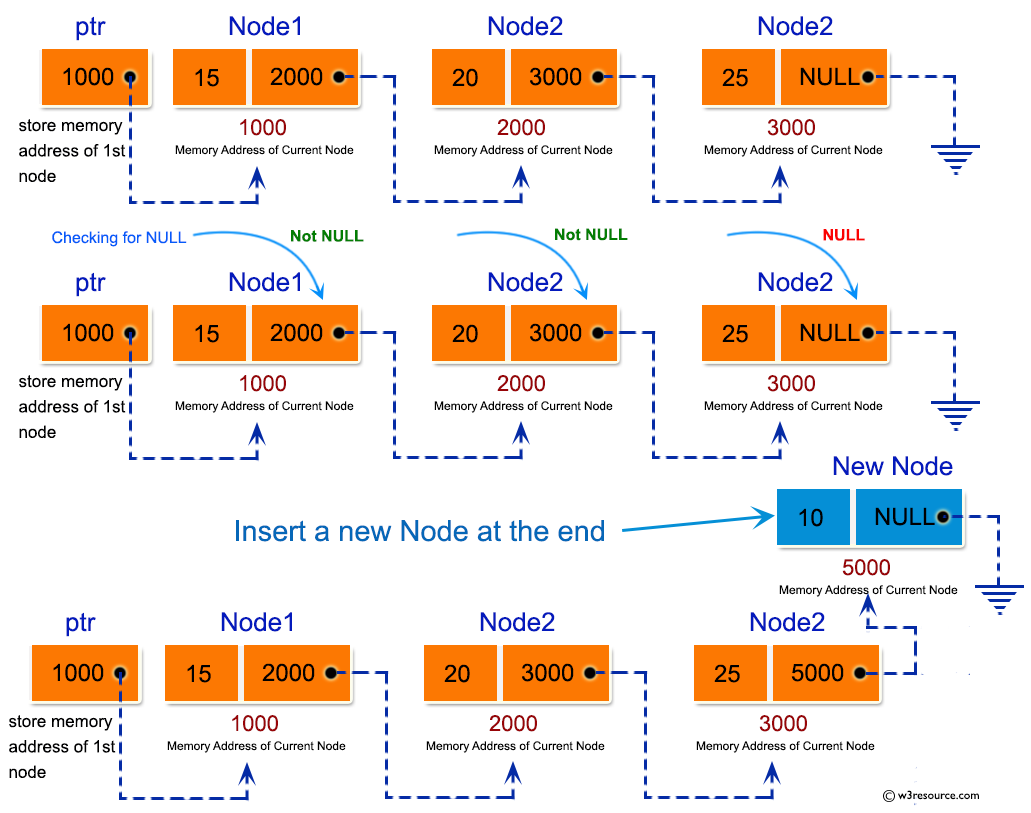 ptr Node1 Node2 Node2
1000 15 2000 20 3000 25 NULL
store memory 1000 2000 3000
address of 1st Memory Address of Current Node Memory Address of Current Node Memory Address of Current Node
node
Checking for NULL Not NULL Not NULL NULL
ptr Node1 Node2 Node2
1000 15 2000 20 3000 25 NULL
store memory 1000 2000 3000
address of 1st Memory Address of Current Node Memory Address of Current Node Memory Address of Current Node
node
New Node
Insert a new Node at the end 10 NULL
5000
Memory Address of Current Node
ptr Node1 Node2 Node2
1000 15 2000 20 3000 25 5000
store memory 1000 2000 3000
address of 1st Memory Address of Current Node Memory Address of Current Node Memory Address of Current Node
node
© w3resource.com